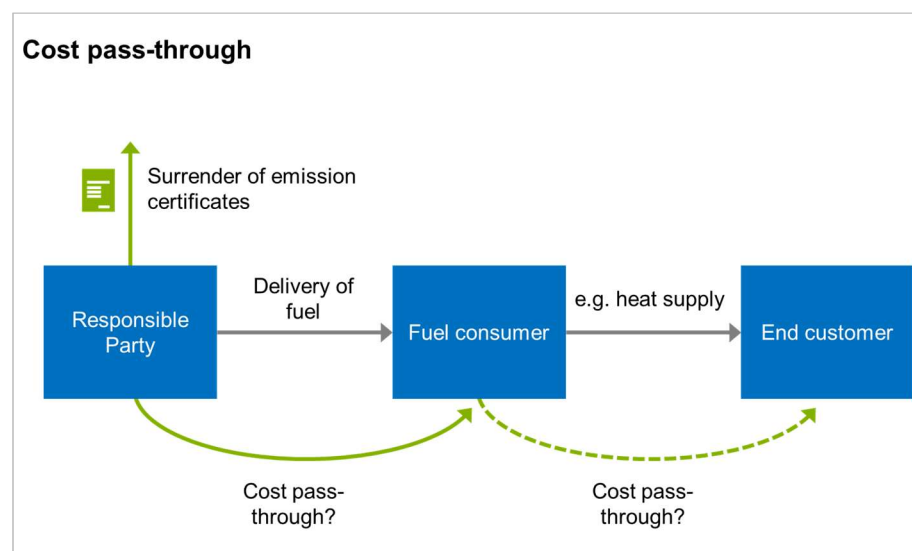 Cost pass-through
Surrender of emission
certificates
Responsible
Party
Delivery of
fuel
Fuel consumer
e.g. heat supply
End customer
Cost pass-
through?
Cost pass-
through?